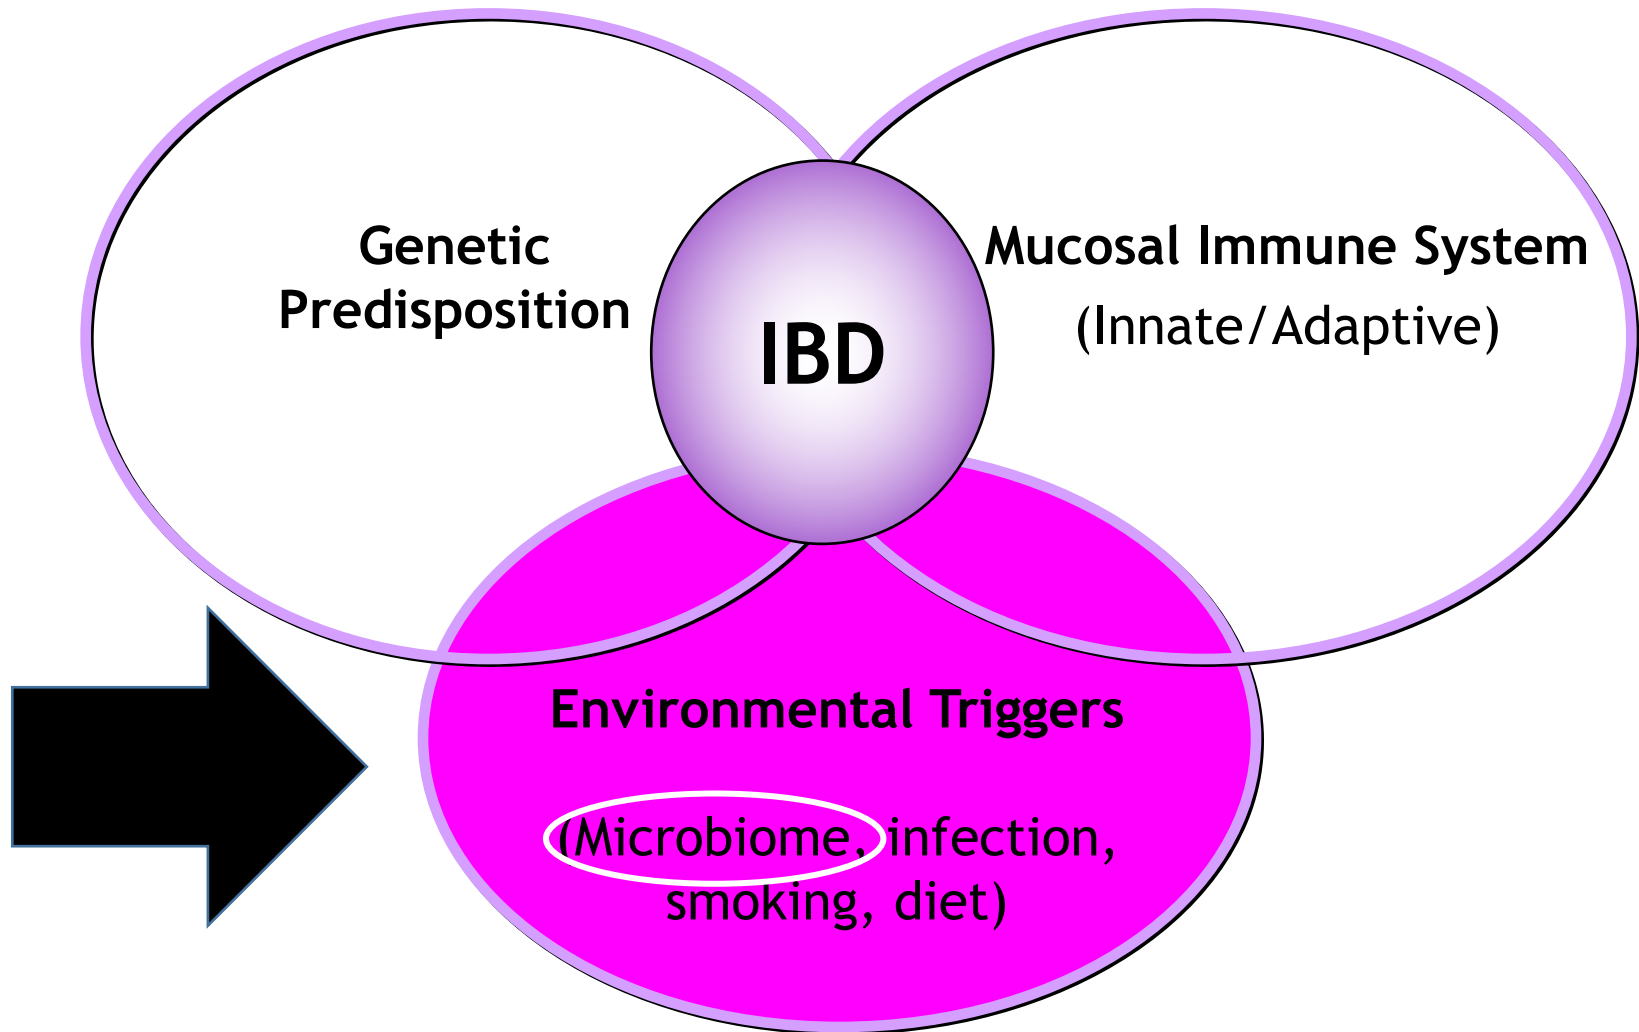 Genetic
Predisposition
IBD
Mucosal Immune System
(Innate/Adaptive)
Environmental Triggers
(Microbiome, infection,
smoking, diet)